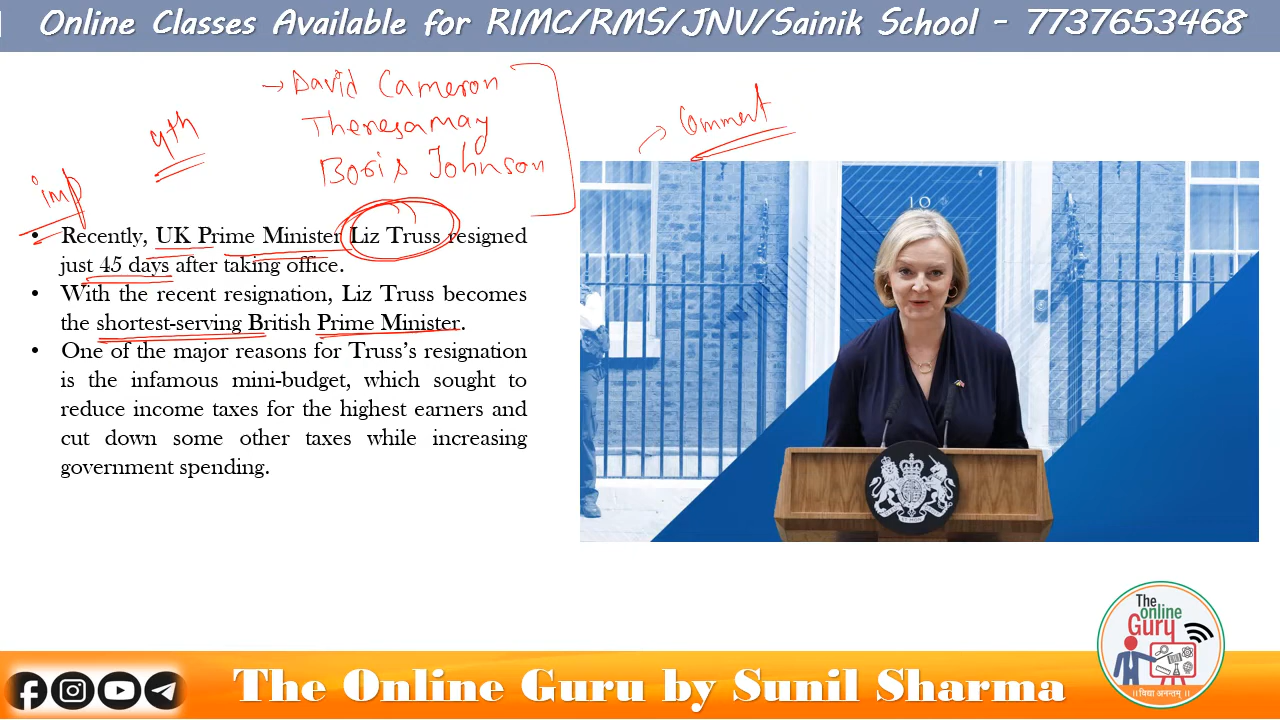 Online Classes Available for RIMC/RMS/JNV/Sainik School - 7737653468
→ David Cameron
Theresamay
Boris Johnson
9th
imp
→ Comment
• Recently, UK Prime Minister Liz Truss resigned
just 45 days after taking office.
• With the recent resignation, Liz Truss becomes
the shortest-serving British Prime Minister.
• One of the major reasons for Truss's resignation
is the infamous mini-budget, which sought to
reduce income taxes for the highest earners and
cut down some other taxes while increasing
government spending.
10
The
online
Gury
।। विद्या अनन्तम् ।।
The Online Guru by Sunil Sharma